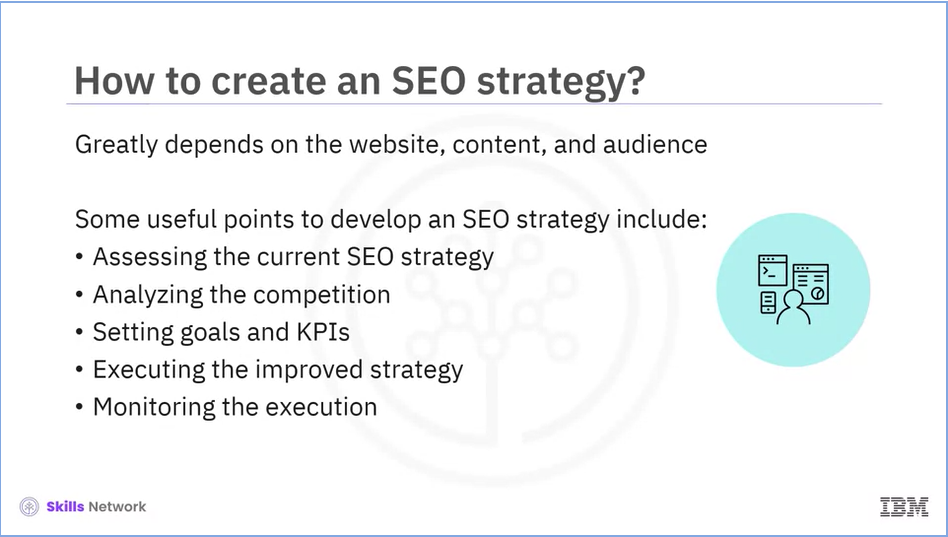 How to create an SEO strategy?
Greatly depends on the website, content, and audience
Some useful points to develop an SEO strategy include:
• Assessing the current SEO strategy
• Analyzing the competition
• Setting goals and KPIs
• Executing the improved strategy
• Monitoring the execution
Skills Network
IBM